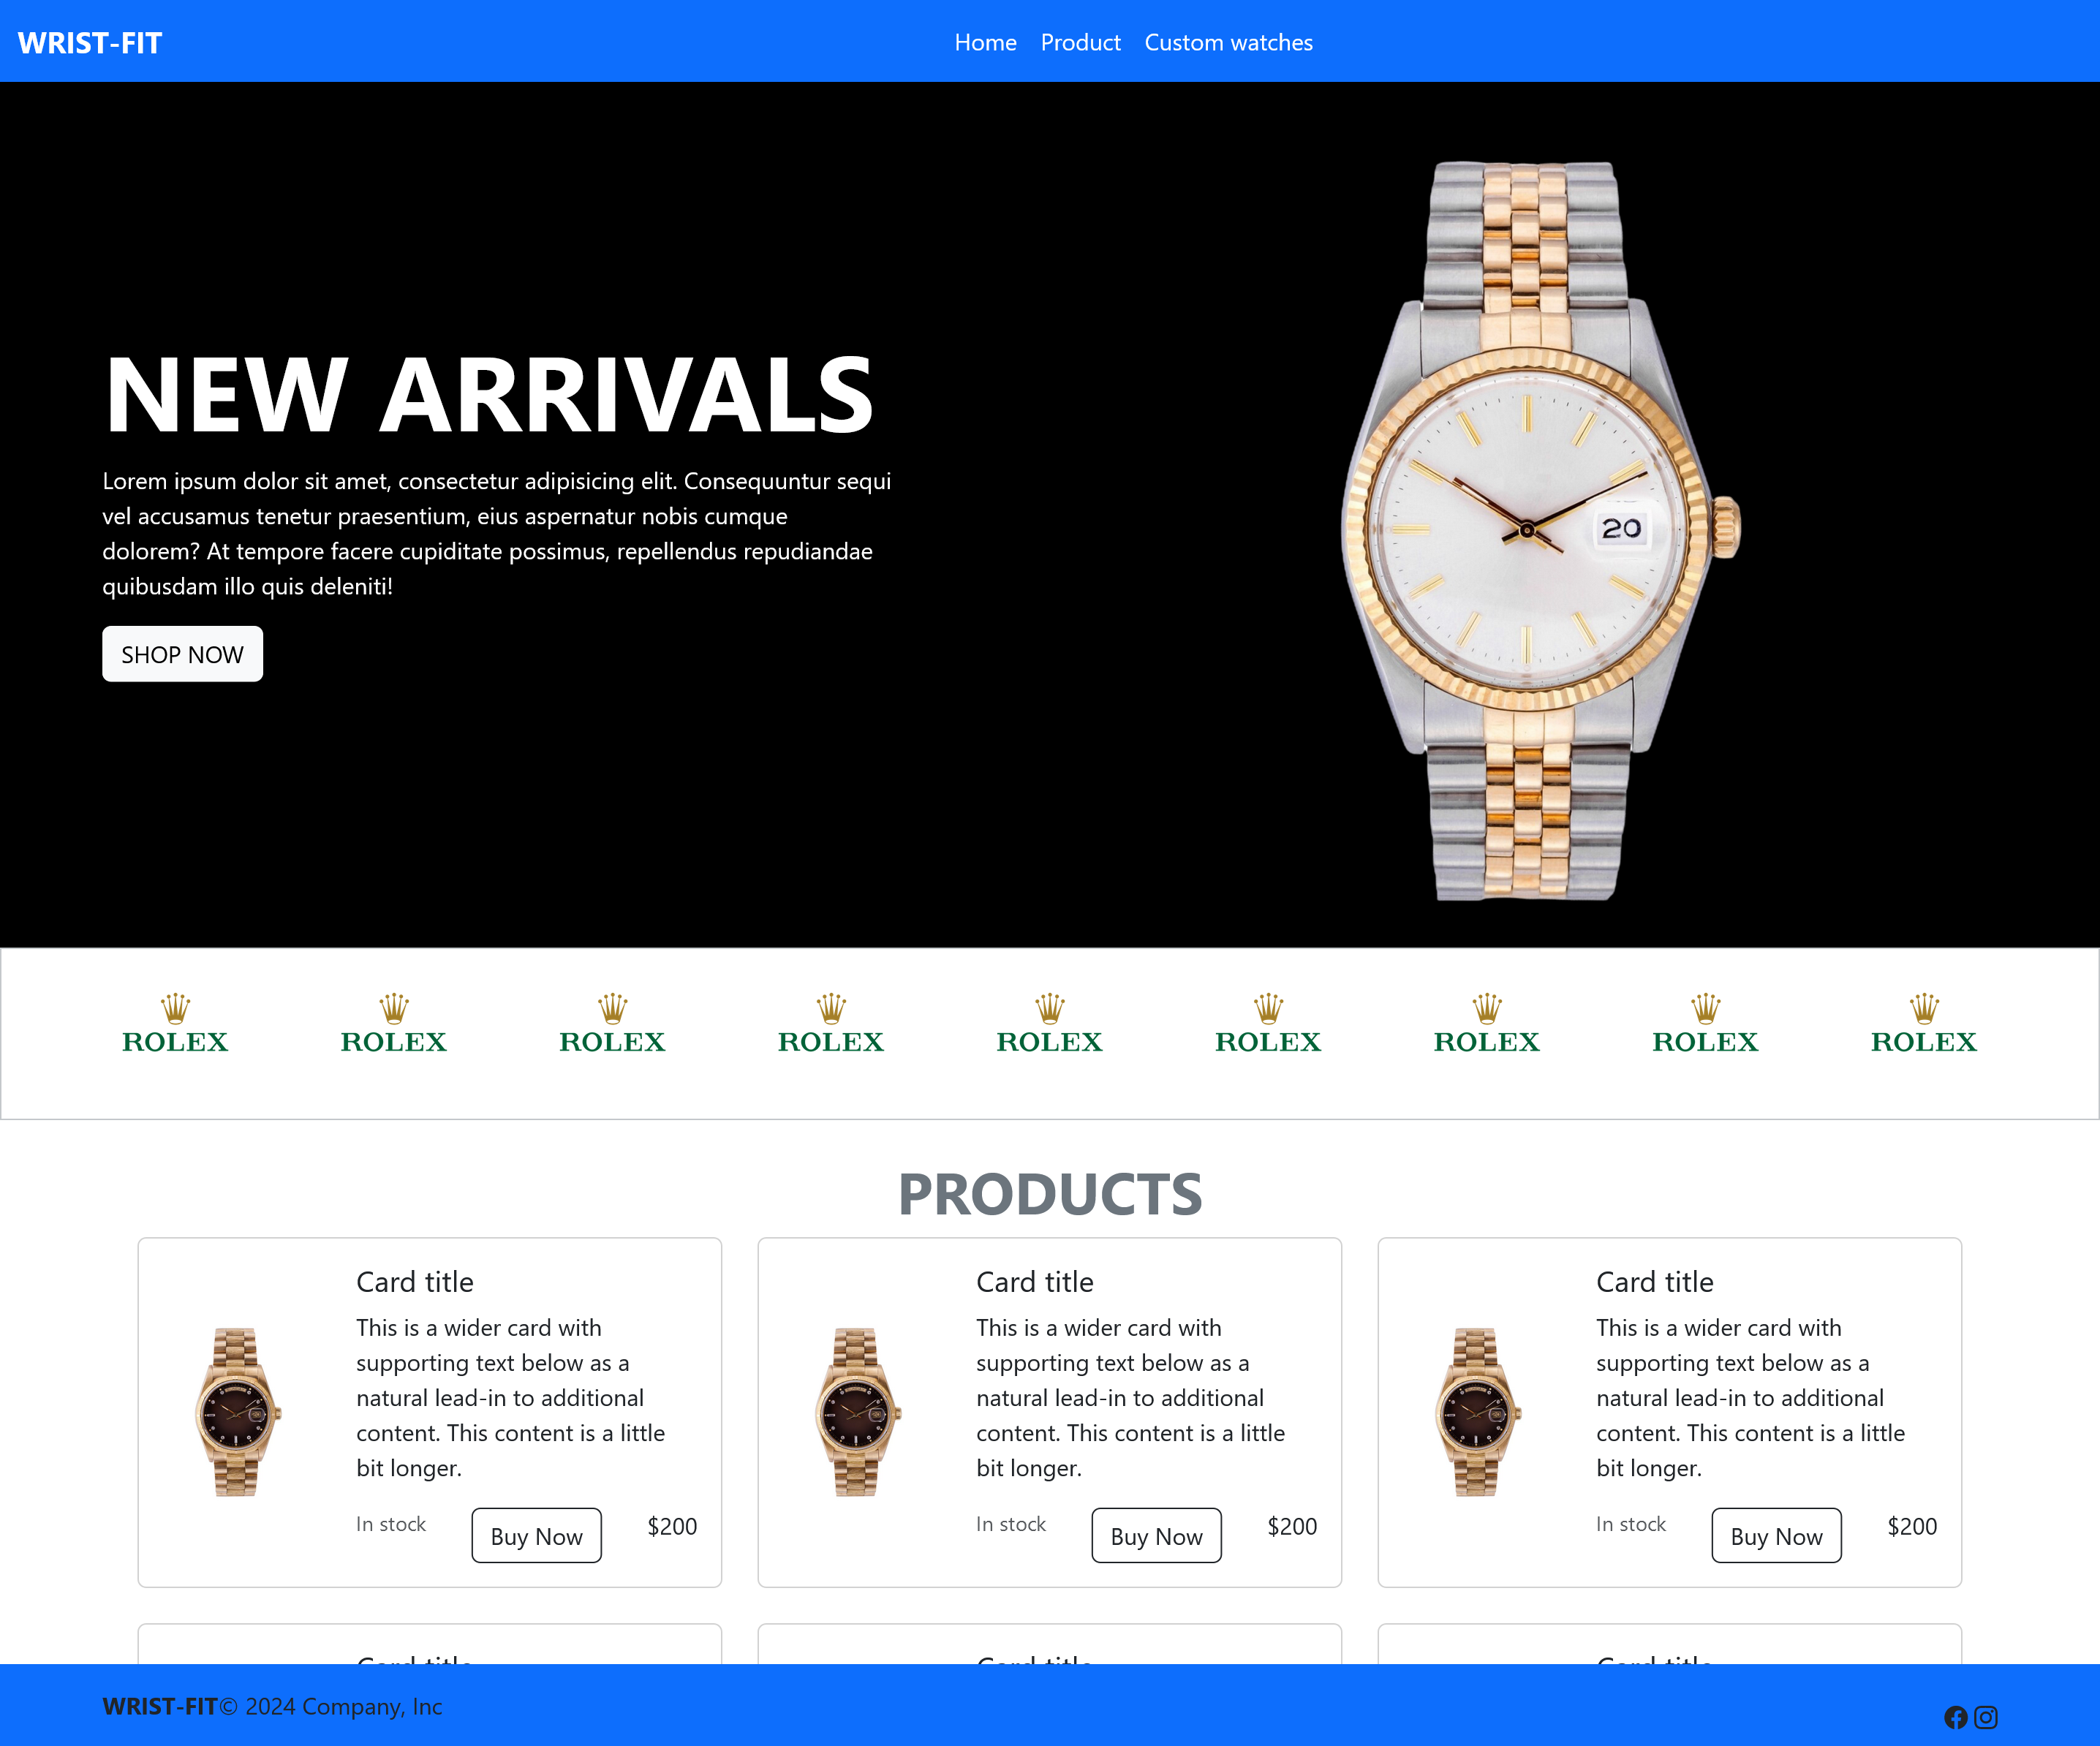 WRIST-FIT
Home Product Custom watches
NEW ARRIVALS
Lorem ipsum dolor sit amet, consectetur adipisicing elit. Consequuntur sequi
vel accusamus tenetur praesentium, eius aspernatur nobis cumque
dolorem? At tempore facere cupiditate possimus, repellendus repudiandae
quibusdam illo quis deleniti!
SHOP NOW
20
ROLEX ROLEX ROLEX ROLEX ROLEX ROLEX ROLEX ROLEX ROLEX
PRODUCTS
Card title
This is a wider card with
supporting text below as a
natural lead-in to additional
content. This content is a little
bit longer.
In stock Buy Now $200
Card title
This is a wider card with
supporting text below as a
natural lead-in to additional
content. This content is a little
bit longer.
In stock Buy Now $200
Card title
This is a wider card with
supporting text below as a
natural lead-in to additional
content. This content is a little
bit longer.
In stock Buy Now $200
Card title
Card title
Card title
WRIST-FIT© 2024 Company, Inc